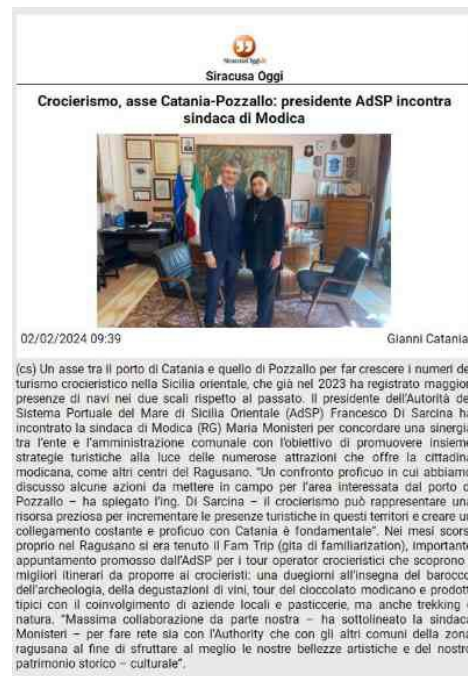 Siracusa Oggi
Crocierismo, asse Catania-Pozzallo: presidente AdSP incontra
sindaca di Modica
02/02/2024 09:39 Gianni Catania
(cs) Un asse tra il porto di Catania e quello di Pozzallo per far crescere i numeri de
turismo crocieristico nella Sicilia orientale, che già nel 2023 ha registrato maggior
presenze di navi nei due scali rispetto al passato. Il presidente dell'Autorità de
Sistema Portuale del Mare di Sicilia Orientale (AdSP) Francesco Di Sarcina ha
incontrato la sindaca di Modica (RG) Maria Monisteri per concordare una sinergia
tra l'ente e l'amministrazione comunale con l'obiettivo di promuovere insieme
strategie turistiche alla luce delle numerose attrazioni che offre la cittadina
modicana, come altri centri del Ragusano. "Un confronto proficuo in cui abbiamo
discusso alcune azioni da mettere in campo per l'area interessata dal porto d
Pozzallo – ha spiegato l'ing. Di Sarcina – il crocierismo può rappresentare una
risorsa preziosa per incrementare le presenze turistiche in questi territori e creare un
collegamento costante e proficuo con Catania è fondamentale". Nei mesi scors
proprio nel Ragusano si era tenuto il Fam Trip (gita di familiarization), importante
appuntamento promosso dall'AdSP per i tour operator crocieristici che scoprono
migliori itinerari da proporre ai crocieristi: una duegiorni all'insegna del barocco
dell'archeologia, della degustazioni di vini, tour del cioccolato modicano e prodott
tipici con il coinvolgimento di aziende locali e pasticcerie, ma anche trekking
natura. "Massima collaborazione da parte nostra – ha sottolineato la sindaca
Monisteri – per fare rete sia con l'Authority che con gli altri comuni della zona
ragusana al fine di sfruttare al meglio le nostre bellezze artistiche e del nostro
patrimonio storico – culturale".